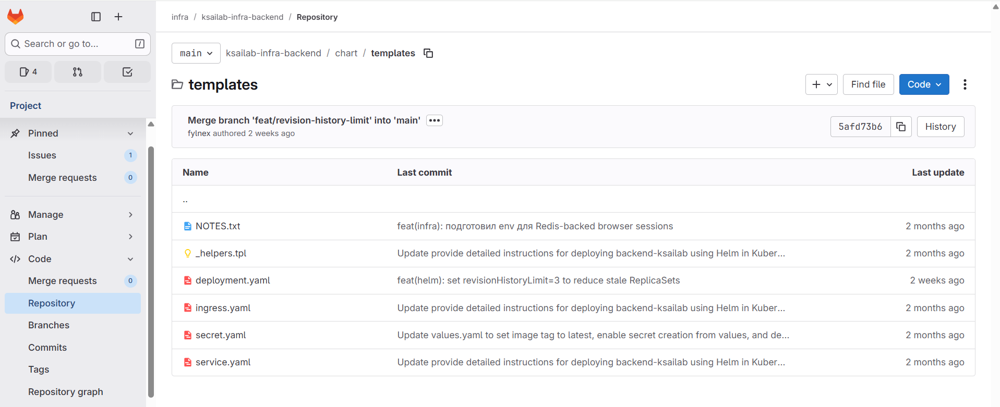 infra / ksailab-infra-backend / Repository
Search or go to... /
4
Project
Pinned
Issues 1
Merge requests 0
Manage
Plan
Code
Merge requests 0
Repository
Branches
Commits
Tags
Repository graph
main ksailab-infra-backend / chart / templates
templates
Find file
Code
Merge branch 'feat/revision-history-limit' into 'main'
fylnex authored 2 weeks ago
5afd73b6
History
Name Last commit Last update
..
NOTES.txt feat(infra): подготовил env для Redis-backed browser sessions 2 months ago
_helpers.tpl Update provide detailed instructions for deploying backend-ksailab using Helm in Kuber... 2 months ago
deployment.yaml feat(helm): set revisionHistoryLimit=3 to reduce stale ReplicaSets 2 weeks ago
ingress.yaml Update provide detailed instructions for deploying backend-ksailab using Helm in Kuber... 2 months ago
secret.yaml Update values.yaml to set image tag to latest, enable secret creation from values, and de... 2 months ago
service.yaml Update provide detailed instructions for deploying backend-ksailab using Helm in Kuber... 2 months ago